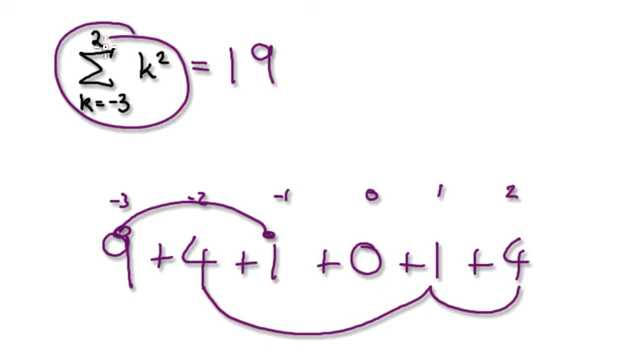 2
∑ k² = 19
k=-3
-3 -2 -1 0 1 2
9 + 4 + 1 + 0 + 1 + 4